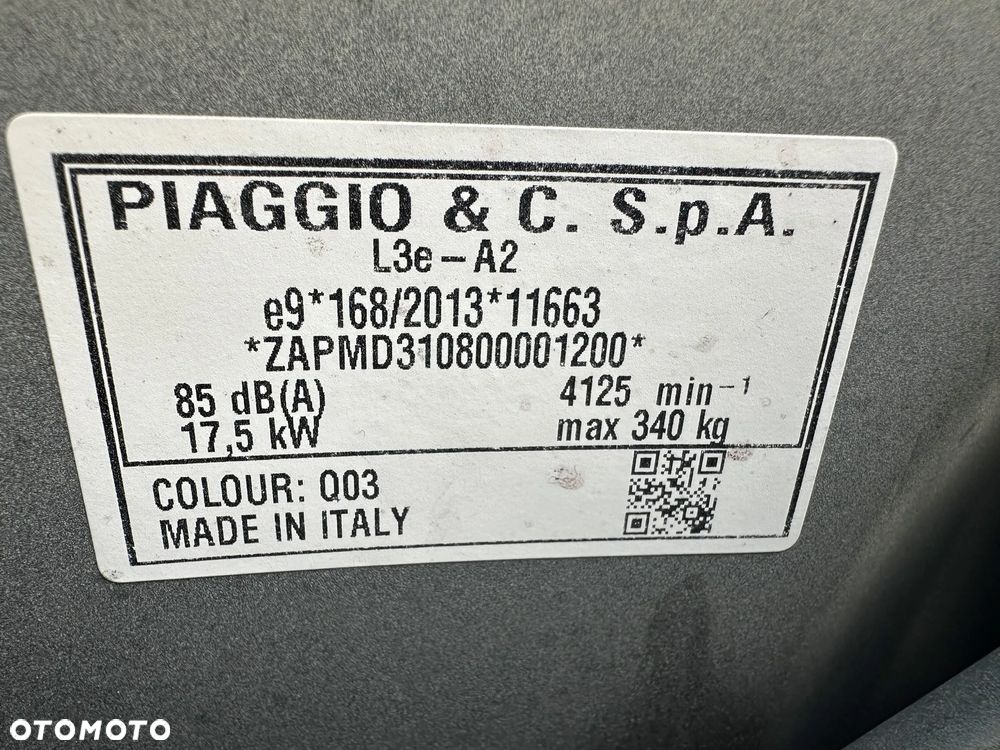 PIAGGIO & C. S.p.A.
L3e – A2
e9*168/2013*11663
*ZAPMD310800001200*
85 dB(A) 4125 min⁻¹
17,5 kW max 340 kg
COLOUR: Q03
MADE IN ITALY
OTOMOTO